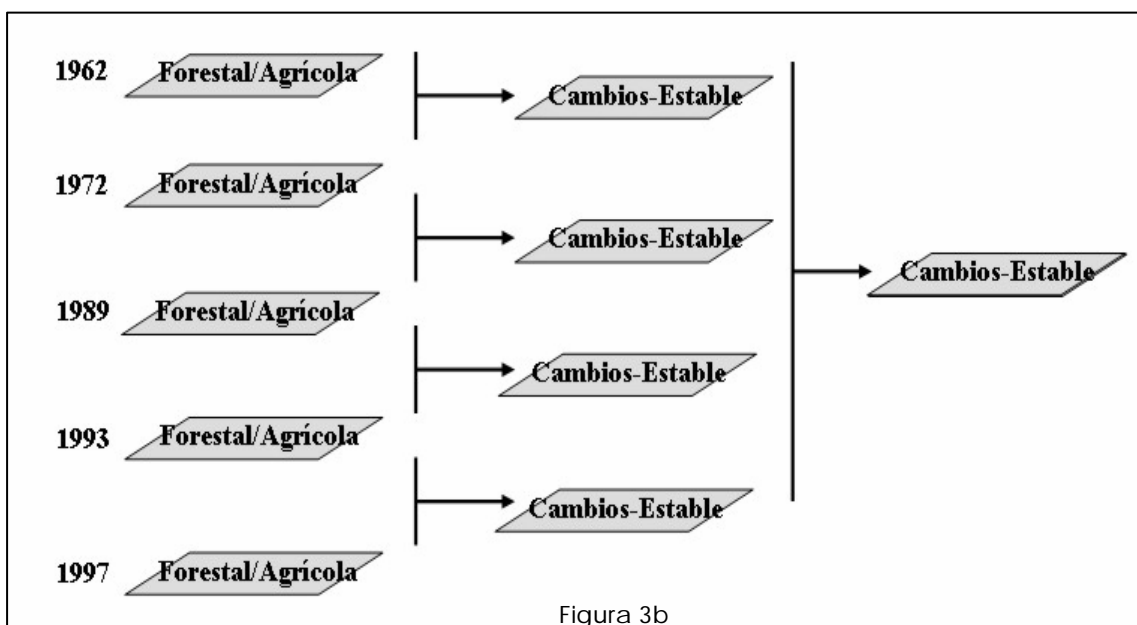 1962 Forestal/Agrícola
Cambios-Estable
1972 Forestal/Agrícola
Cambios-Estable
Cambios-Estable
1989 Forestal/Agrícola
Cambios-Estable
1993 Forestal/Agrícola
Cambios-Estable
1997 Forestal/Agrícola
Figura 3b